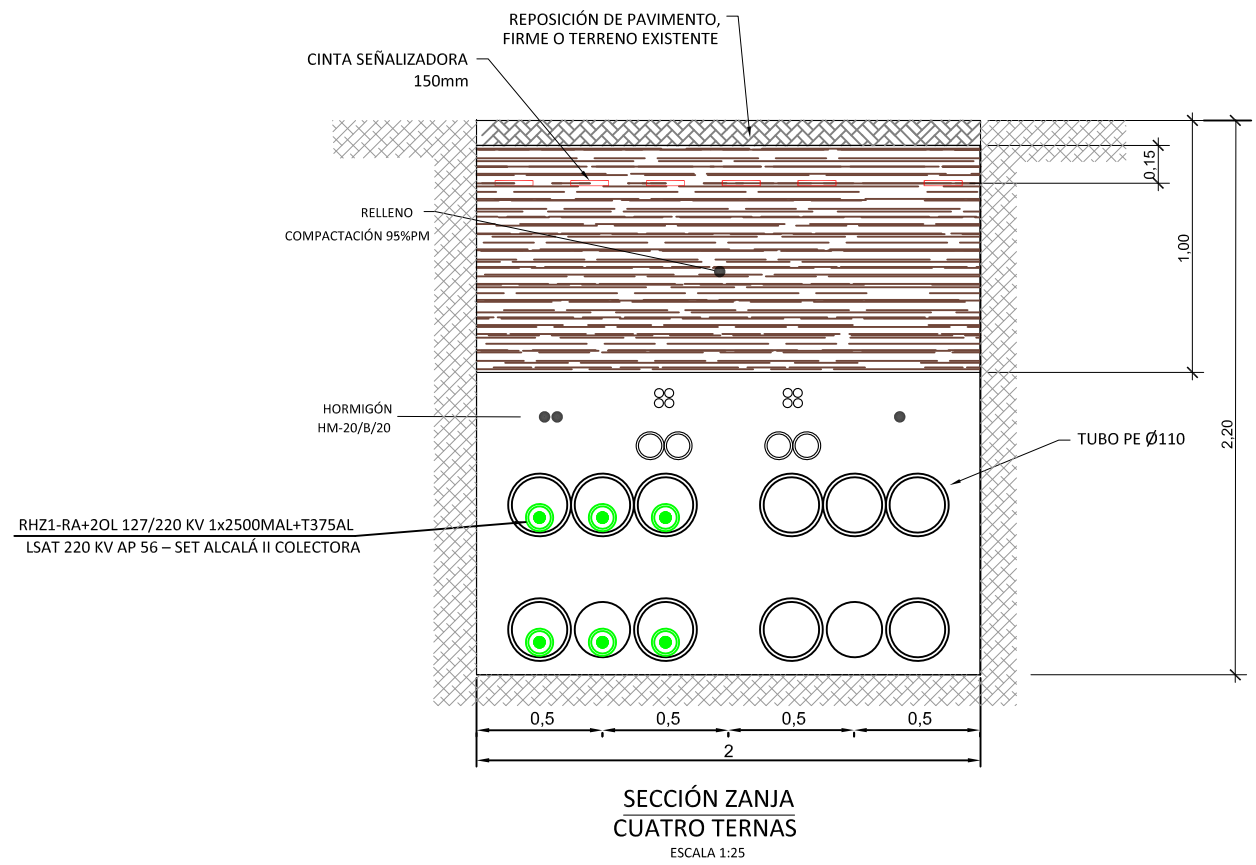 REPOSICIÓN DE PAVIMENTO,
FIRME O TERRENO EXISTENTE
CINTA SEÑALIZADORA
150mm
0,15
RELLENO
COMPACTACIÓN 95%PM
1,00
HORMIGÓN
HM-20/B/20
2,20
TUBO PE Ø110
RHZ1-RA+2OL 127/220 KV 1x2500MAL+T375AL
LSAT 220 KV AP 56 – SET ALCALÁ II COLECTORA
0,5
0,5
0,5
0,5
2
SECCIÓN ZANJA
CUATRO TERNAS
ESCALA 1:25